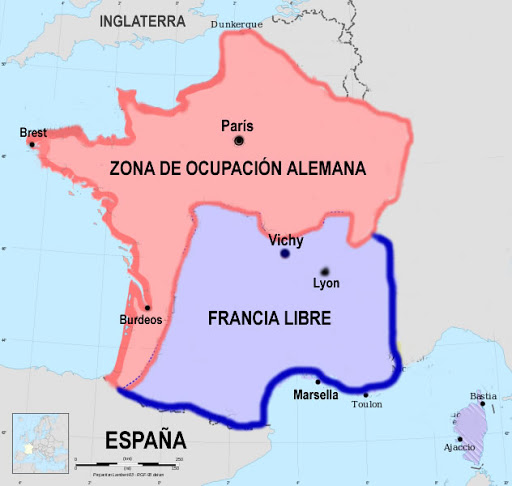 INGLATERRA
Dunkerque
París
Brest
ZONA DE OCUPACIÓN ALEMANA
Vichy
Lyon
Burdeos
FRANCIA LIBRE
Marsella
Toulon
Bastia
Ajaccio
ESPAÑA